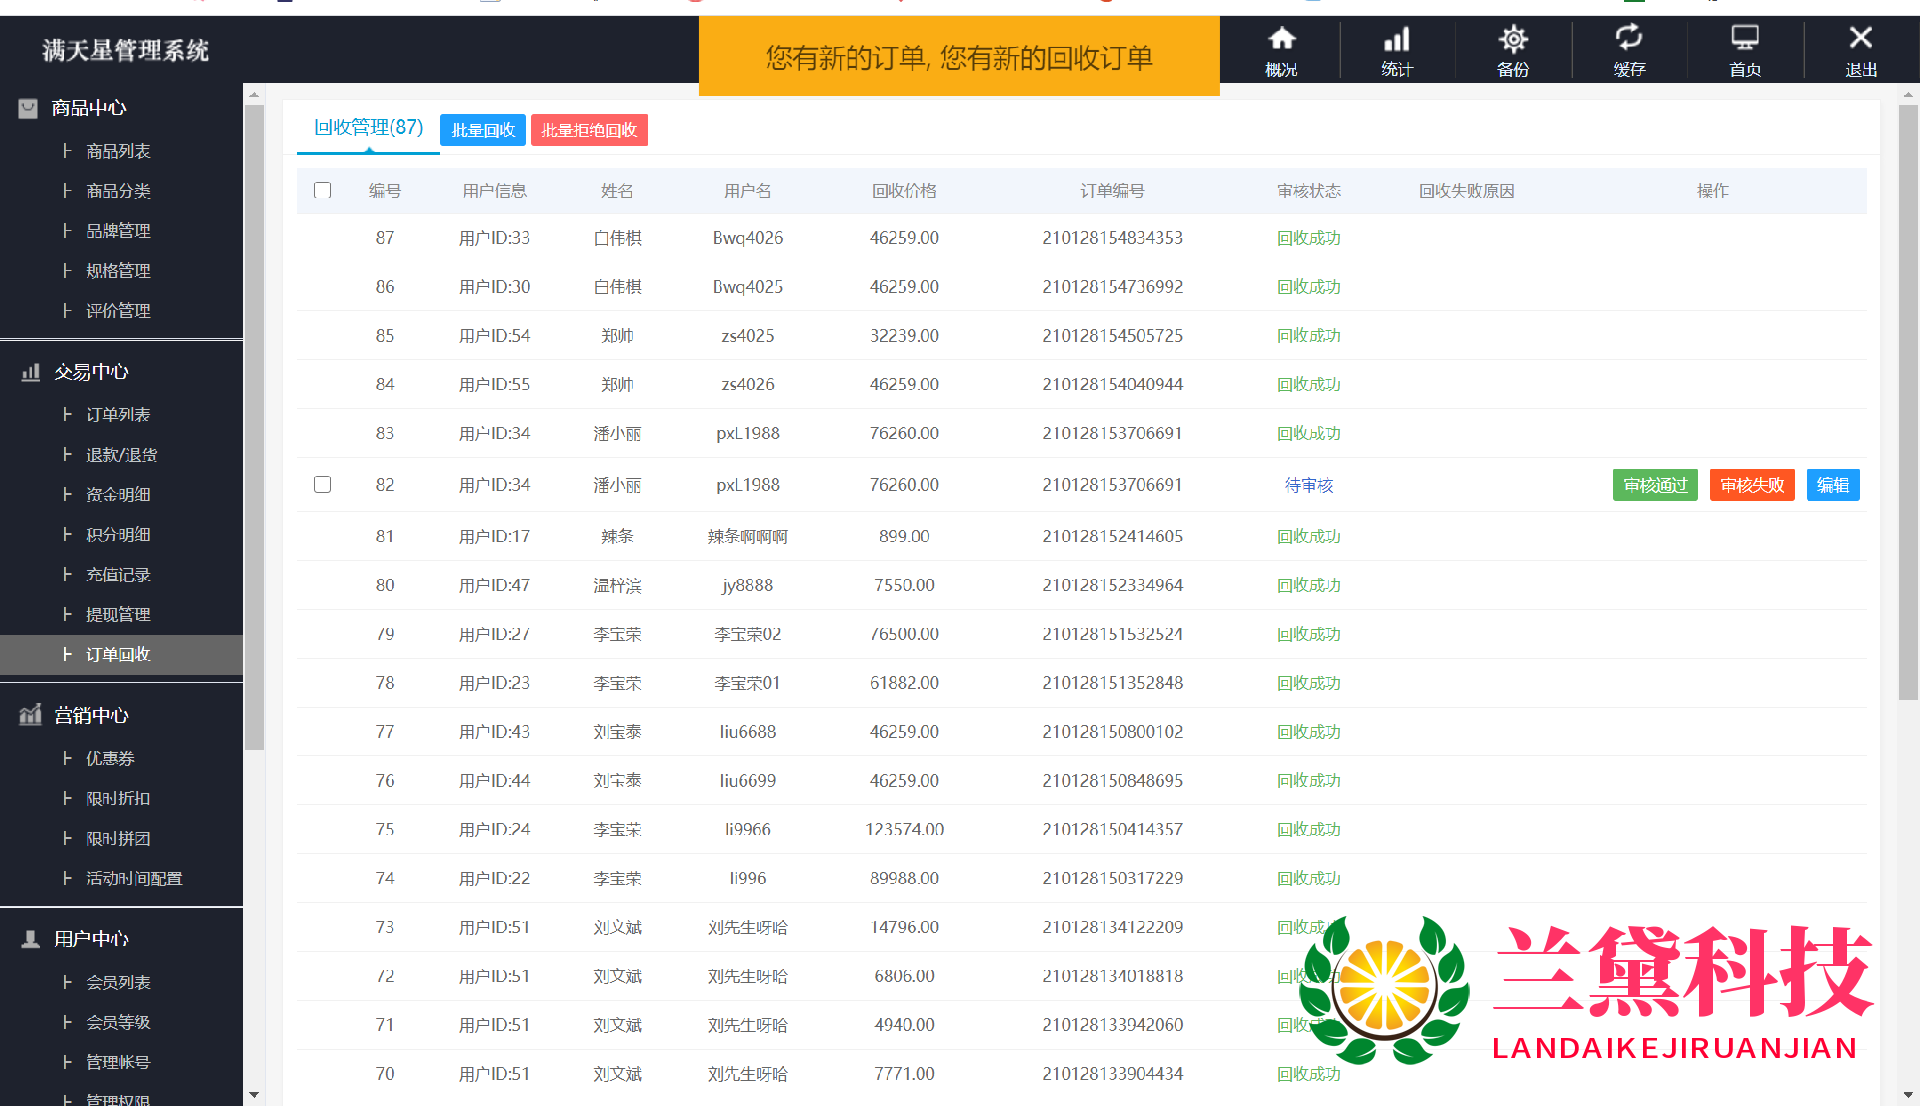 满天星管理系统
您有新的订单, 您有新的回收订单
概况 统计 备份 缓存 首页 退出
商品中心
├ 商品列表
├ 商品分类
├ 品牌管理
├ 规格管理
├ 评价管理
交易中心
├ 订单列表
├ 退款/退货
├ 资金明细
├ 积分明细
├ 充值记录
├ 提现管理
├ 订单回收
营销中心
├ 优惠券
├ 限时折扣
├ 限时拼团
├ 活动时间配置
用户中心
├ 会员列表
├ 会员等级
├ 管理帐号
├ 管理权限
回收管理(87) 批量回收 批量拒绝回收
编号 用户信息 姓名 用户名 回收价格 订单编号 审核状态 回收失败原因 操作
87 用户ID:33 白伟棋 Bwq4026 46259.00 210128154834353 回收成功
86 用户ID:30 白伟棋 Bwq4025 46259.00 210128154736992 回收成功
85 用户ID:54 郑帅 zs4025 32239.00 210128154505725 回收成功
84 用户ID:55 郑帅 zs4026 46259.00 210128154040944 回收成功
83 用户ID:34 潘小丽 pxL1988 76260.00 210128153706691 回收成功
82 用户ID:34 潘小丽 pxL1988 76260.00 210128153706691 待审核 审核通过 审核失败 编辑
81 用户ID:17 辣条 辣条啊啊啊 899.00 210128152414605 回收成功
80 用户ID:47 温梓滨 jy8888 7550.00 210128152334964 回收成功
79 用户ID:27 李宝荣 李宝荣02 76500.00 210128151532524 回收成功
78 用户ID:23 李宝荣 李宝荣01 61882.00 210128151352848 回收成功
77 用户ID:43 刘宝泰 liu6688 46259.00 210128150800102 回收成功
76 用户ID:44 刘宝泰 liu6699 46259.00 210128150848695 回收成功
75 用户ID:24 李宝荣 li9966 123574.00 210128150414357 回收成功
74 用户ID:22 李宝荣 li996 89988.00 210128150317229 回收成功
73 用户ID:51 刘文斌 刘先生呀哈 14796.00 210128134122209 回收成功
72 用户ID:51 刘文斌 刘先生呀哈 6806.00 210128134018818 回收成功
71 用户ID:51 刘文斌 刘先生呀哈 4940.00 210128133942060 回收成功
70 用户ID:51 刘文斌 刘先生呀哈 7771.00 210128133904434 回收成功
兰黛科技
LANDAIKEJIRUANJIAN